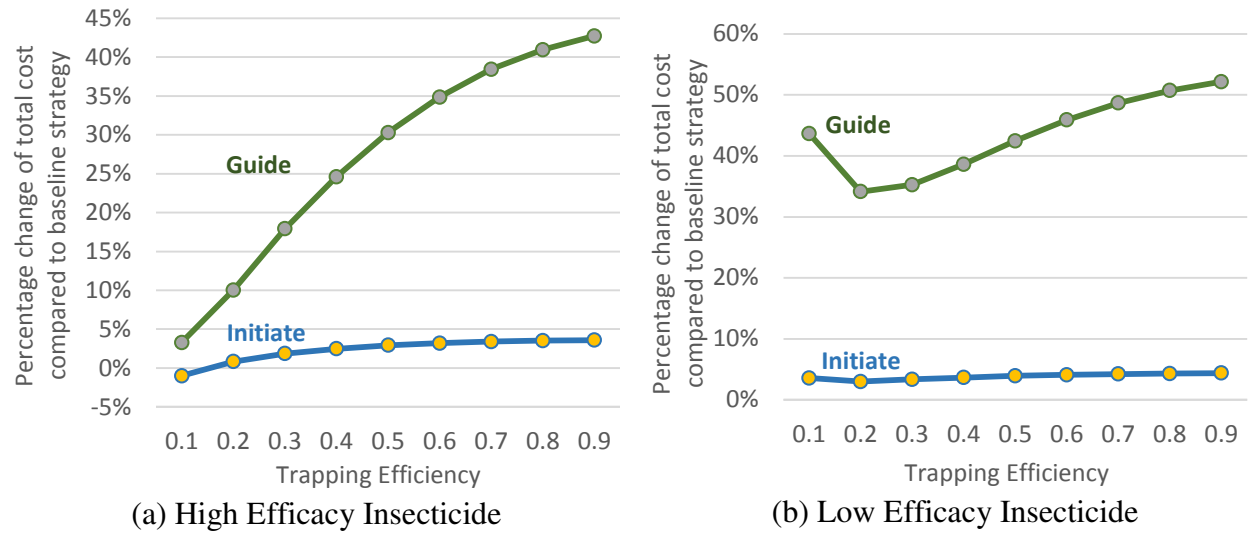 Percentage change of total cost
compared to baseline strategy
45%
40%
35%
30%
25%
20%
15%
10%
5%
0%
-5%
Guide
Initiate
0.1 0.2 0.3 0.4 0.5 0.6 0.7 0.8 0.9
Trapping Efficiency
(a) High Efficacy Insecticide
Percentage change of total cost
compared to baseline strategy
60%
50%
40%
30%
20%
10%
0%
Guide
Initiate
0.1 0.2 0.3 0.4 0.5 0.6 0.7 0.8 0.9
Trapping Efficiency
(b) Low Efficacy Insecticide